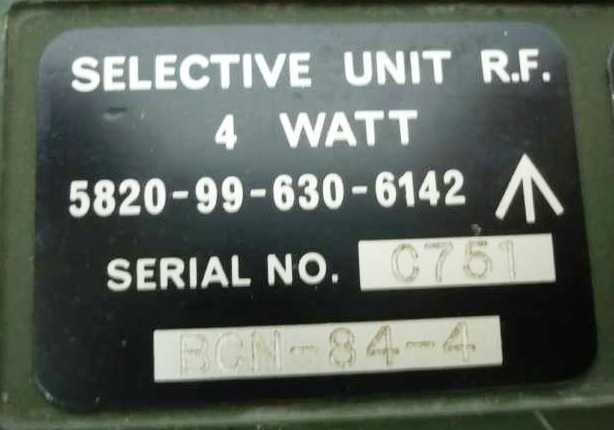 SELECTIVE UNIT R.F.
4 WATT
5820-99-630-6142
SERIAL NO. C751
BCN-84-4